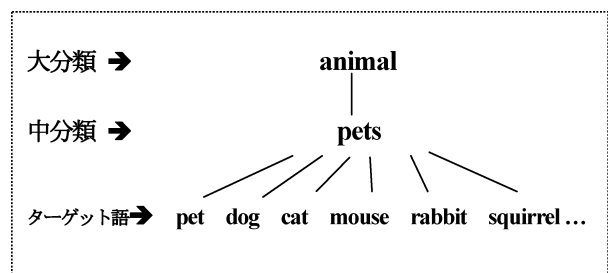 大分類 ➔ animal
中分類 ➔ pets
ターゲット語➔ pet dog cat mouse rabbit squirrel …